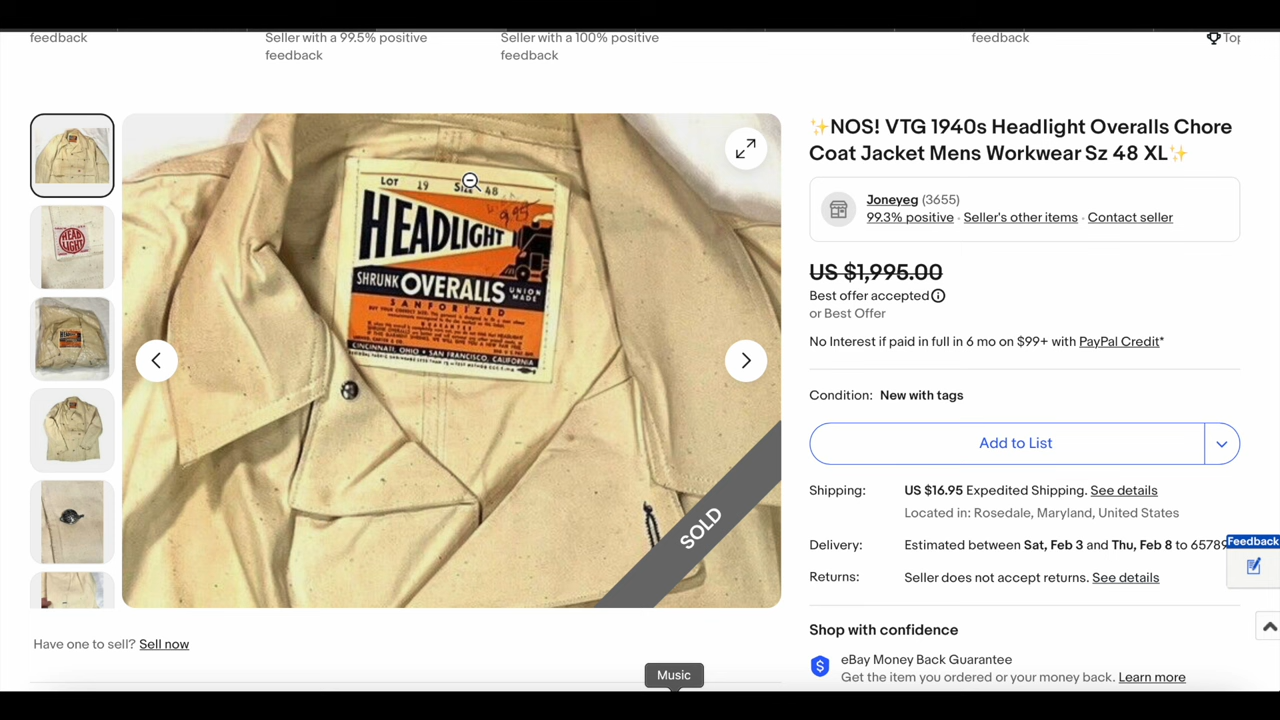 feedback
Seller with a 99.5% positive
feedback
Seller with a 100% positive
feedback
feedback
Top
✨NOS! VTG 1940s Headlight Overalls Chore
Coat Jacket Mens Workwear Sz 48 XL✨
Joneyeg (3655)
99.3% positive · Seller's other items · Contact seller
US $1,995.00
Best offer accepted
or Best Offer
No Interest if paid in full in 6 mo on $99+ with PayPal Credit*
Condition: New with tags
Add to List
Shipping: US $16.95 Expedited Shipping. See details
Located in: Rosedale, Maryland, United States
Delivery: Estimated between Sat, Feb 3 and Thu, Feb 8 to 65789
Returns: Seller does not accept returns. See details
Shop with confidence
eBay Money Back Guarantee
Get the item you ordered or your money back. Learn more
Feedback
LOT 19 SIZE 48
9.95
HEADLIGHT
SHRUNK OVERALLS UNION
MADE
SANFORIZED
CINCINNATI, OHIO • SAN FRANCISCO, CALIFORNIA
SOLD
HEAD
LIGHT
HEADLIGHT
Have one to sell? Sell now
Music